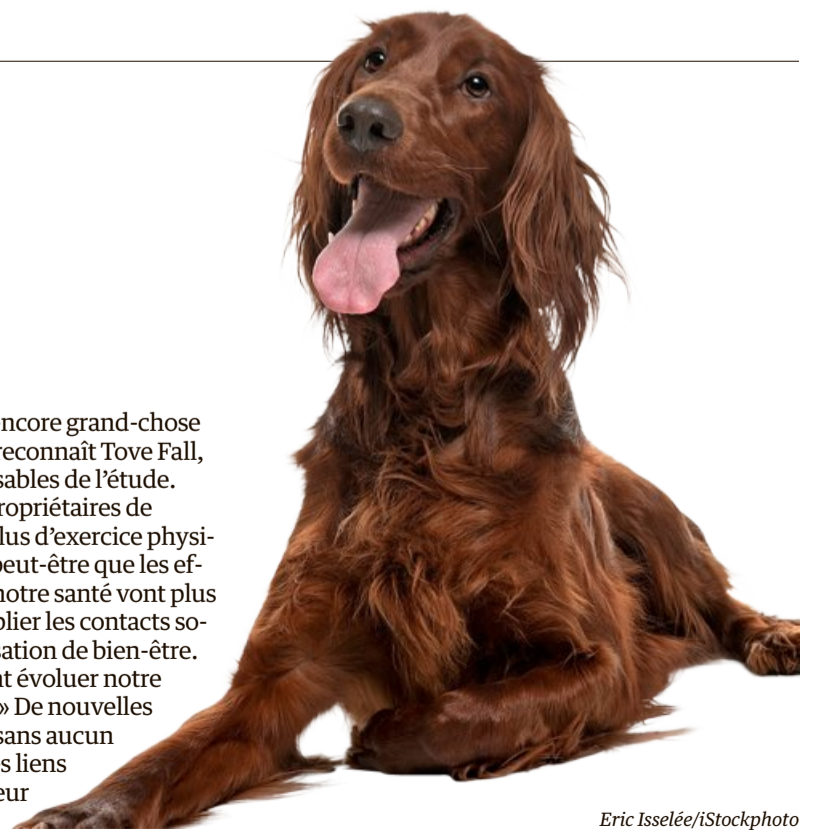 ncore grand-chose
reconnaît Tove Fall,
sables de l’étude.
ropriétaires de
lus d’exercice physi-
peut-être que les ef-
notre santé vont plus
plier les contacts so-
sation de bien-être.
nt évoluer notre
» De nouvelles
sans aucun
s liens
eur
Eric Isselée/iStockphoto